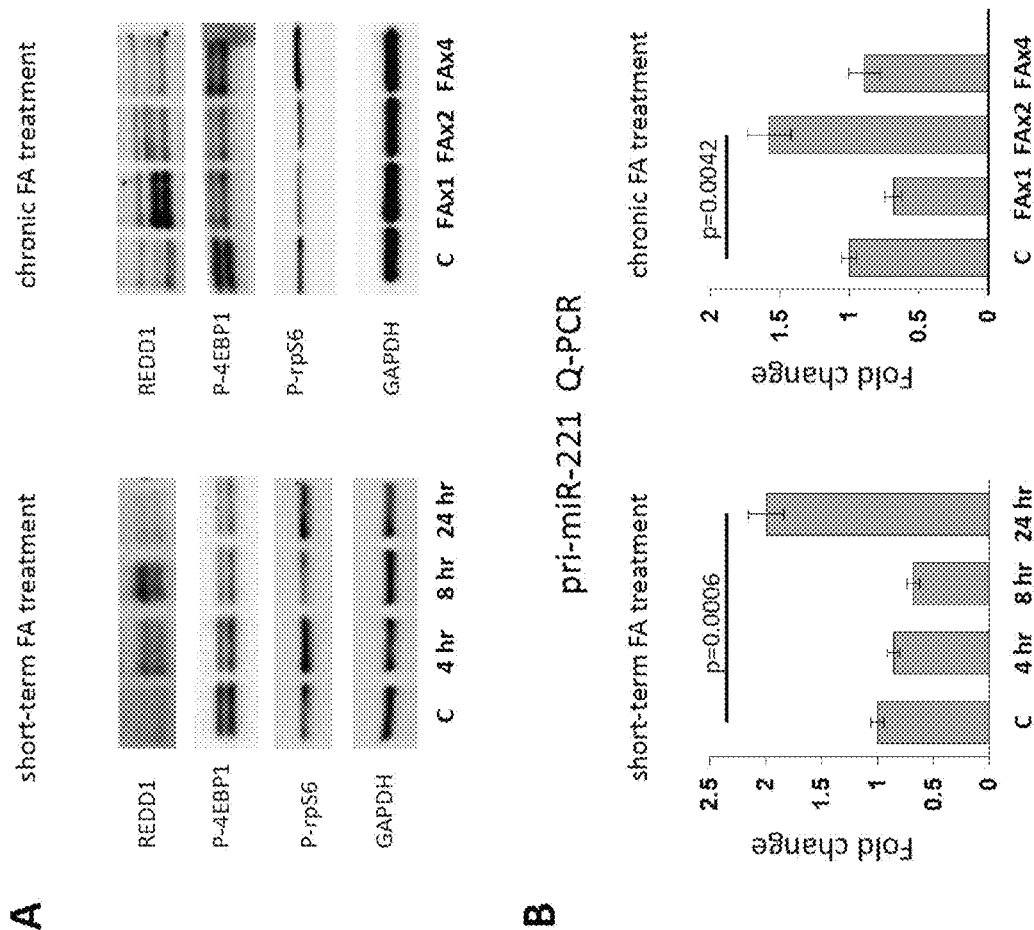 A
short-term FA treatment
REDD1
P-4EBP1
P-rpS6
GAPDH
C 4 hr 8 hr 24 hr
chronic FA treatment
REDD1
P-4EBP1
P-rpS6
GAPDH
C FAx1 FAx2 FAx4
B
pri-miR-221 Q-PCR
short-term FA treatment
Fold change
2.5
2
1.5
1
0.5
0
p=0.0006
C 4 hr 8 hr 24 hr
chronic FA treatment
Fold change
2
1.5
1
0.5
0
p=0.0042
C FAx1 FAx2 FAx4